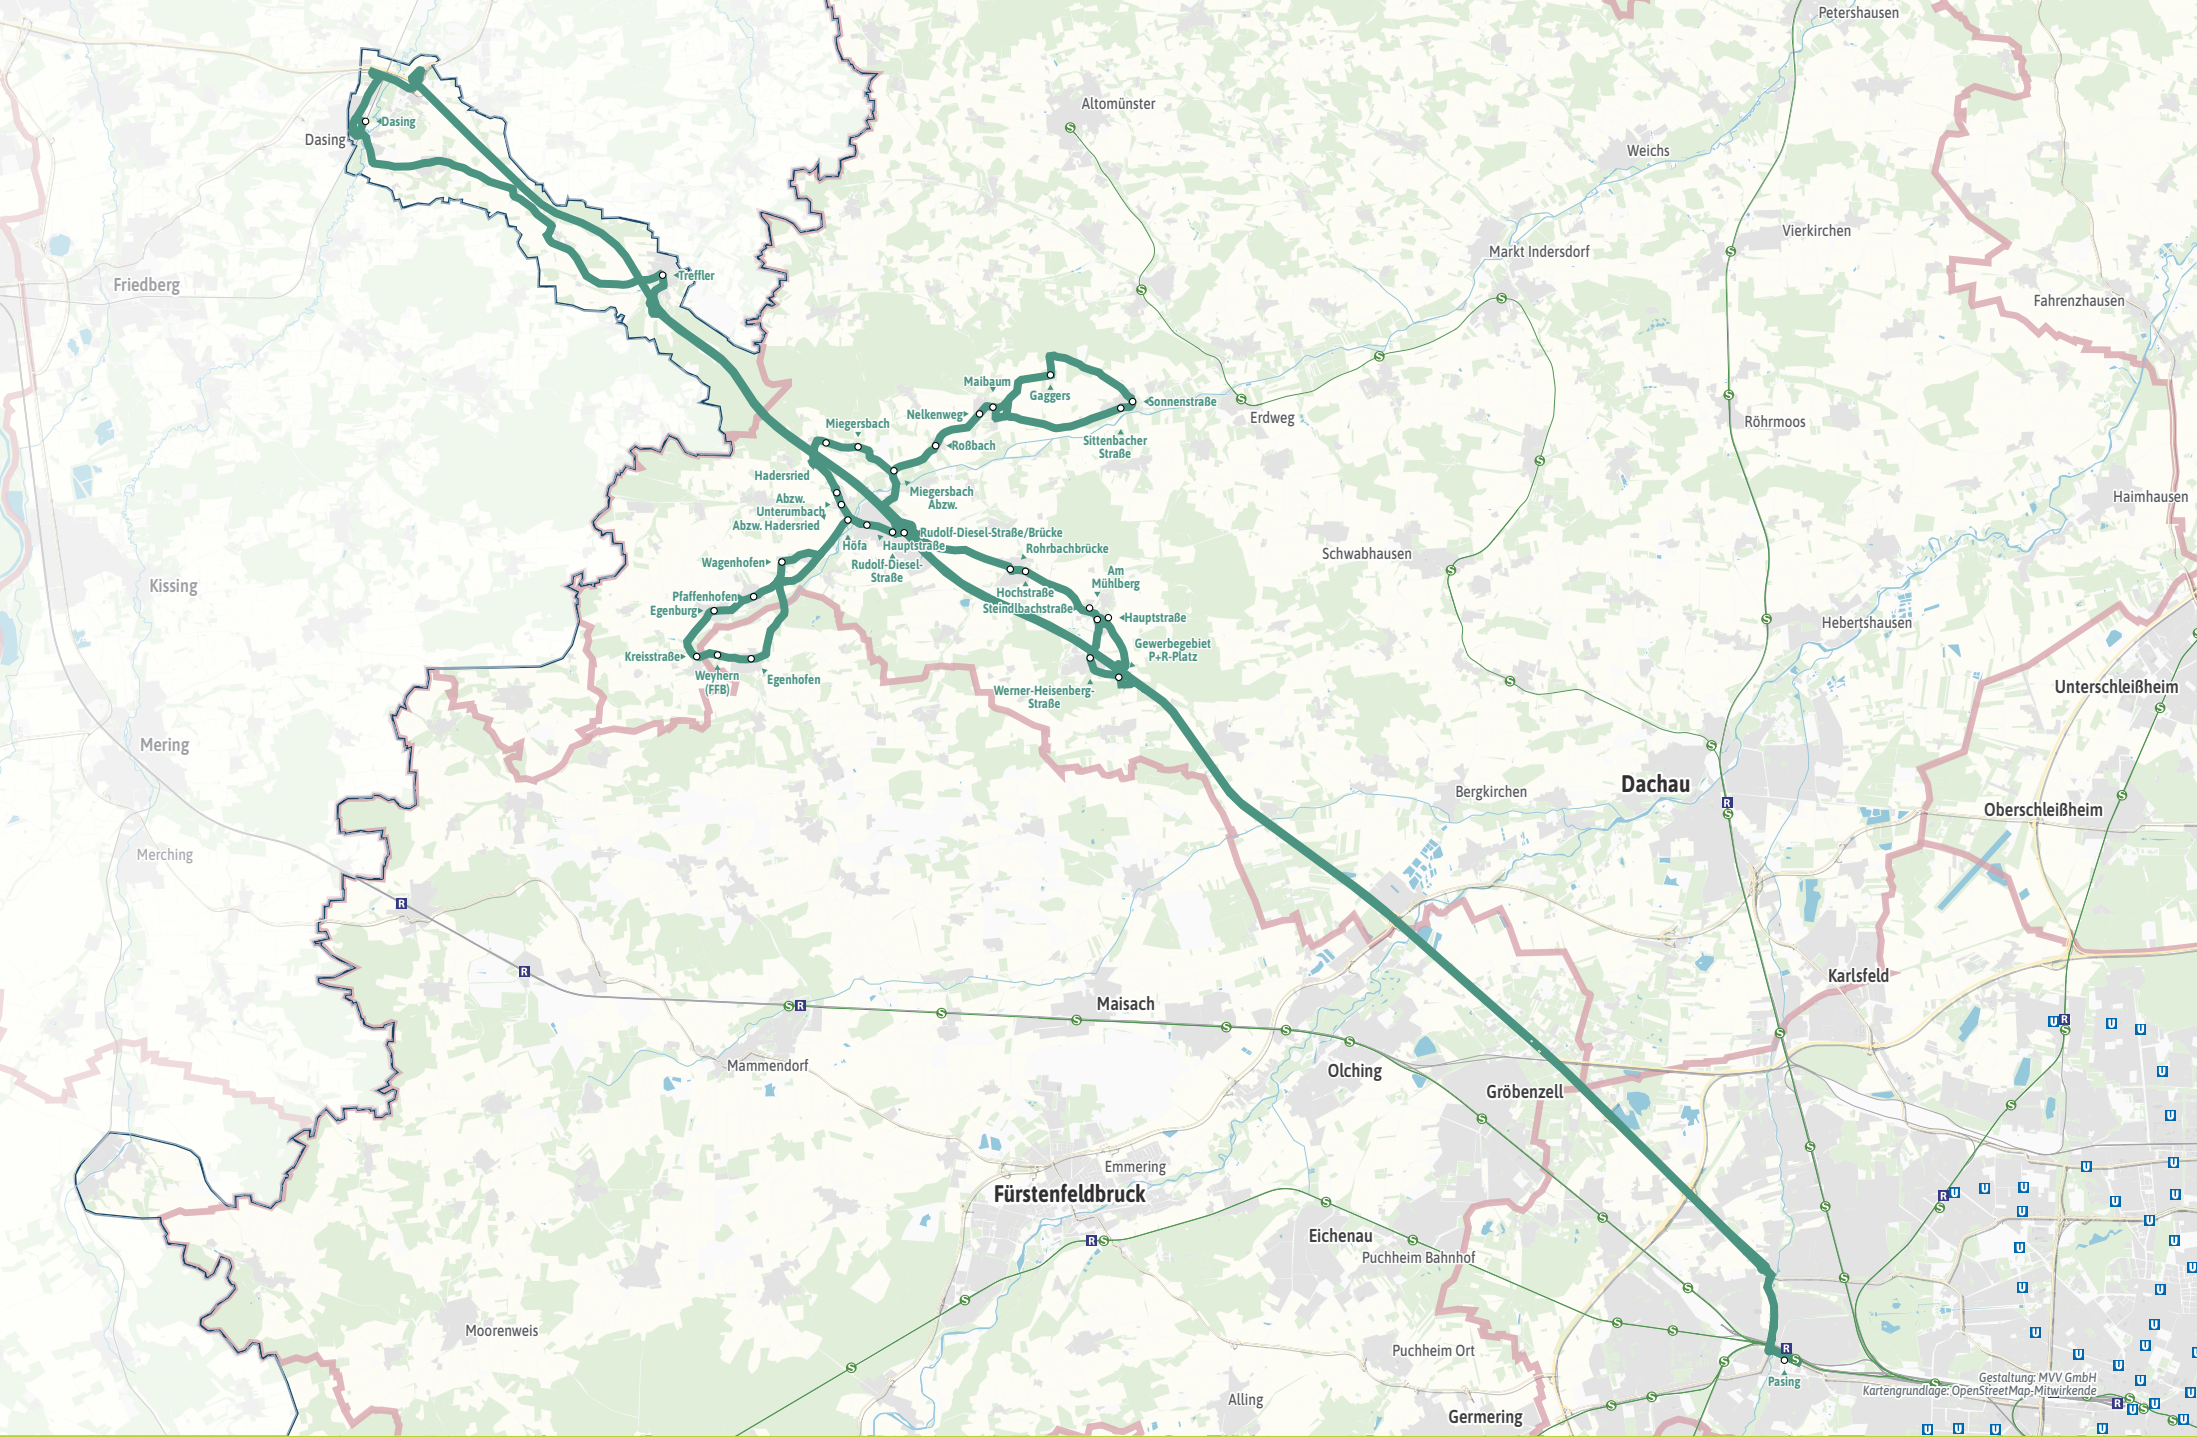 Petershausen
Altomünster
Dasing
Dasing
Weichs
Vierkirchen
Markt Indersdorf
Friedberg
Treffler
Fahrenzhausen
Maibaum
Gaggers
Sonnenstraße
Nelkenweg
Erdweg
Röhrmoos
Miegersbach
Roßbach
Sittenbacher
Straße
Hadersried
Miegersbach
Abzw.
Abzw.
Unterumbach
Abzw. Hadersried
Haimhausen
Rudolf-Diesel-Straße/Brücke
Höfa
Hauptstraße
Rohrbachbrücke
Schwabhausen
Wagenhofen
Rudolf-Diesel-
Straße
Am
Mühlberg
Kissing
Hochstraße
Pfaffenhofen
Egenburg
Steindlbachstraße
Hauptstraße
Hebertshausen
Kreisstraße
Gewerbegebiet
P+R-Platz
Weyhern
(FFB)
Egenhofen
Werner-Heisenberg-
Straße
Unterschleißheim
Mering
Dachau
Bergkirchen
R
Oberschleißheim
Merching
R
R
Karlsfeld
Maisach
S R
Mammendorf
Olching
Gröbenzell
Emmering
Fürstenfeldbruck
R S
Eichenau
Puchheim Bahnhof
Moorenweis
Puchheim Ort
R
Pasing
Alling
Germering
Gestaltung: MVV GmbH
Kartengrundlage: OpenStreetMap-Mitwirkende